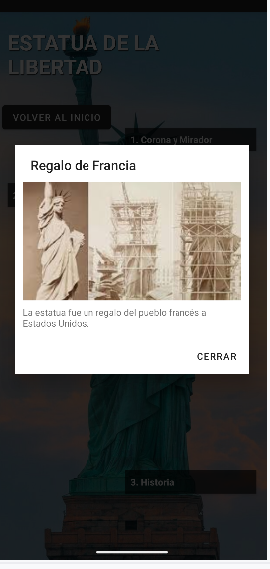 ESTATUA DE LA
LIBERTAD
VOLVER AL INICIO
1. Corona y Mirador
Regalo de Francia
La estatua fue un regalo del pueblo francés a
Estados Unidos.
CERRAR
3. Historia